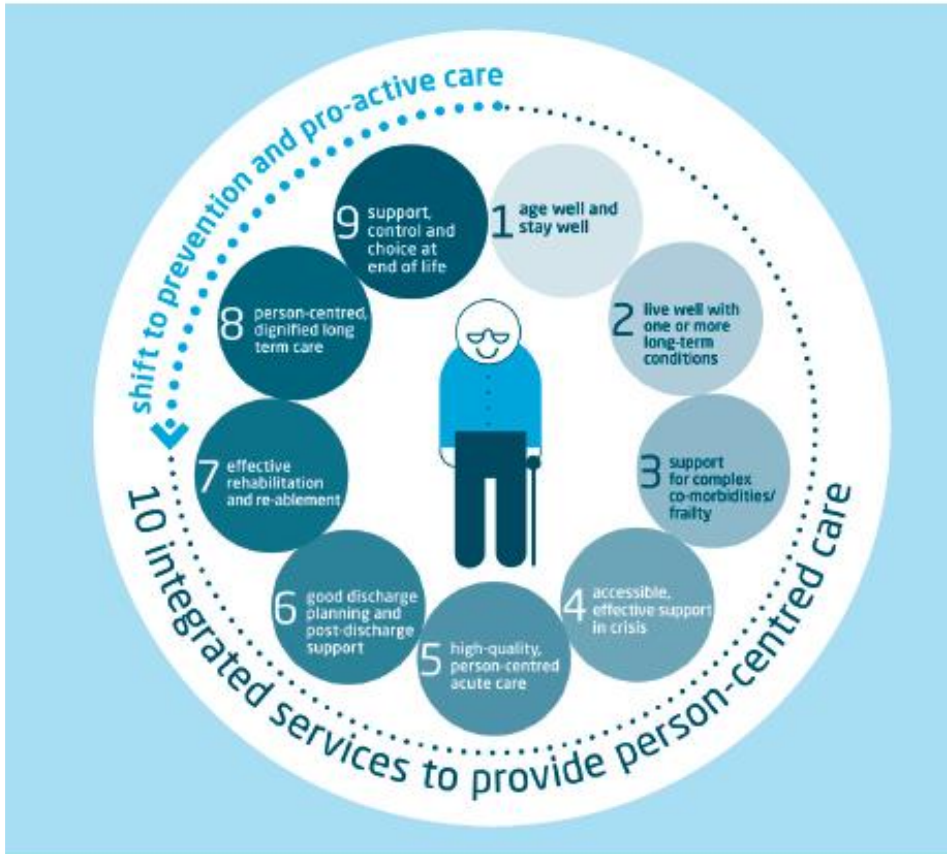 shift to prevention and pro-active care
1 age well and
stay well
2 live well with
one or more
long-term
conditions
3 support
for complex
co-morbidities/
frailty
4 accessible,
effective support
in crisis
5 high-quality,
person-centred
acute care
6 good discharge
planning and
post-discharge
support
7 effective
rehabilitation
and re-ablement
8 person-centred,
dignified long
term care
9 support,
control and
choice at
end of life
10 integrated services to provide person-centred care